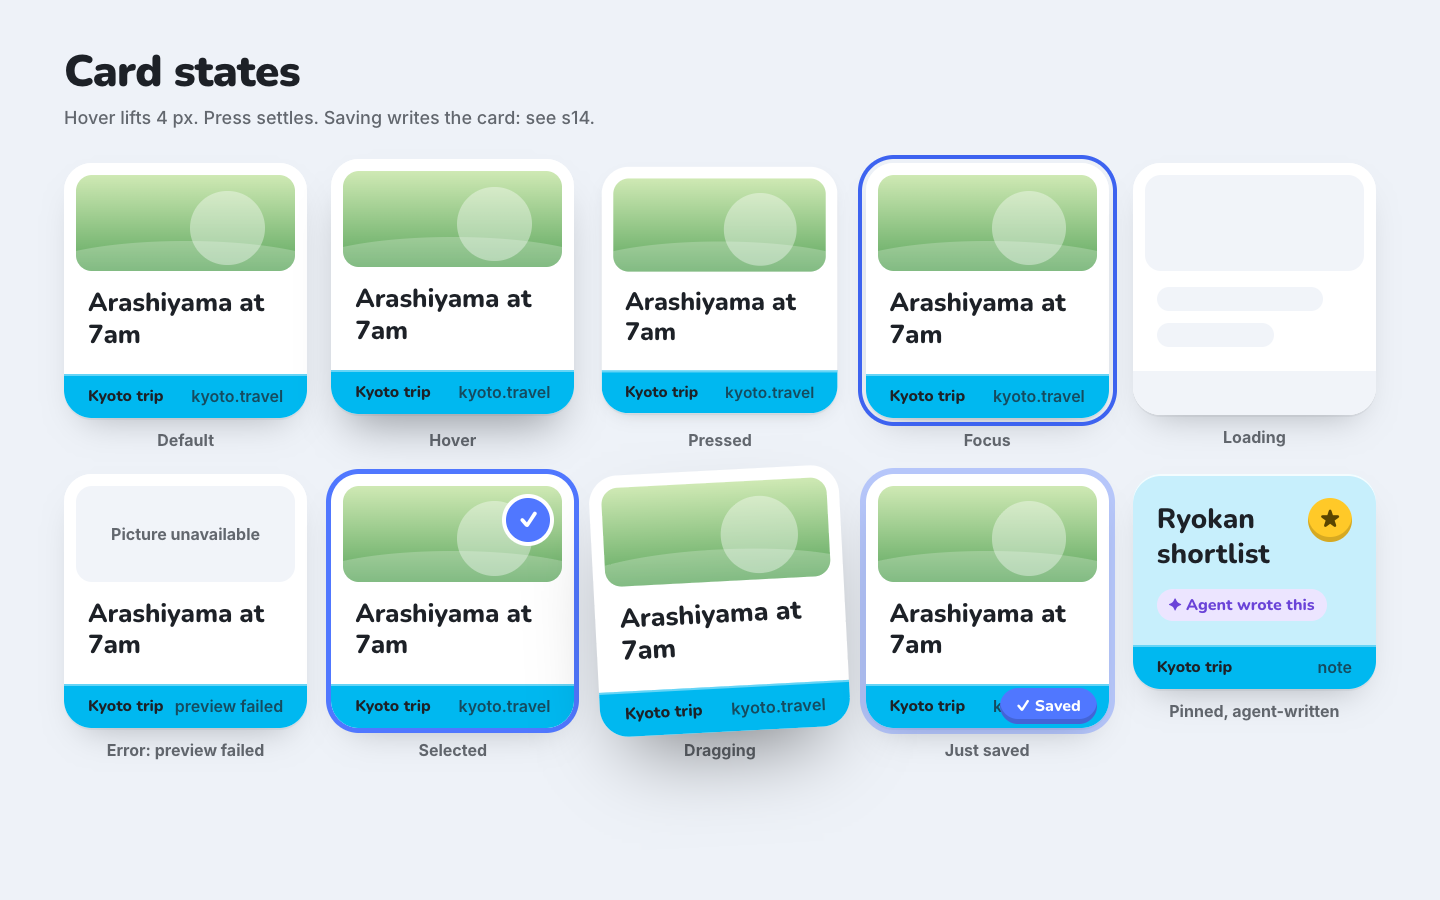 Card states
Hover lifts 4 px. Press settles. Saving writes the card: see s14.
Arashiyama at
7am
Kyoto trip kyoto.travel
Default
Arashiyama at
7am
Kyoto trip kyoto.travel
Hover
Arashiyama at
7am
Kyoto trip kyoto.travel
Pressed
Arashiyama at
7am
Kyoto trip kyoto.travel
Focus
Loading
Picture unavailable
Arashiyama at
7am
Kyoto trip preview failed
Error: preview failed
Arashiyama at
7am
Kyoto trip kyoto.travel
Selected
Arashiyama at
7am
Kyoto trip kyoto.travel
Dragging
Arashiyama at
7am
Kyoto trip Saved
Just saved
Ryokan
shortlist
Agent wrote this
Kyoto trip note
Pinned, agent-written